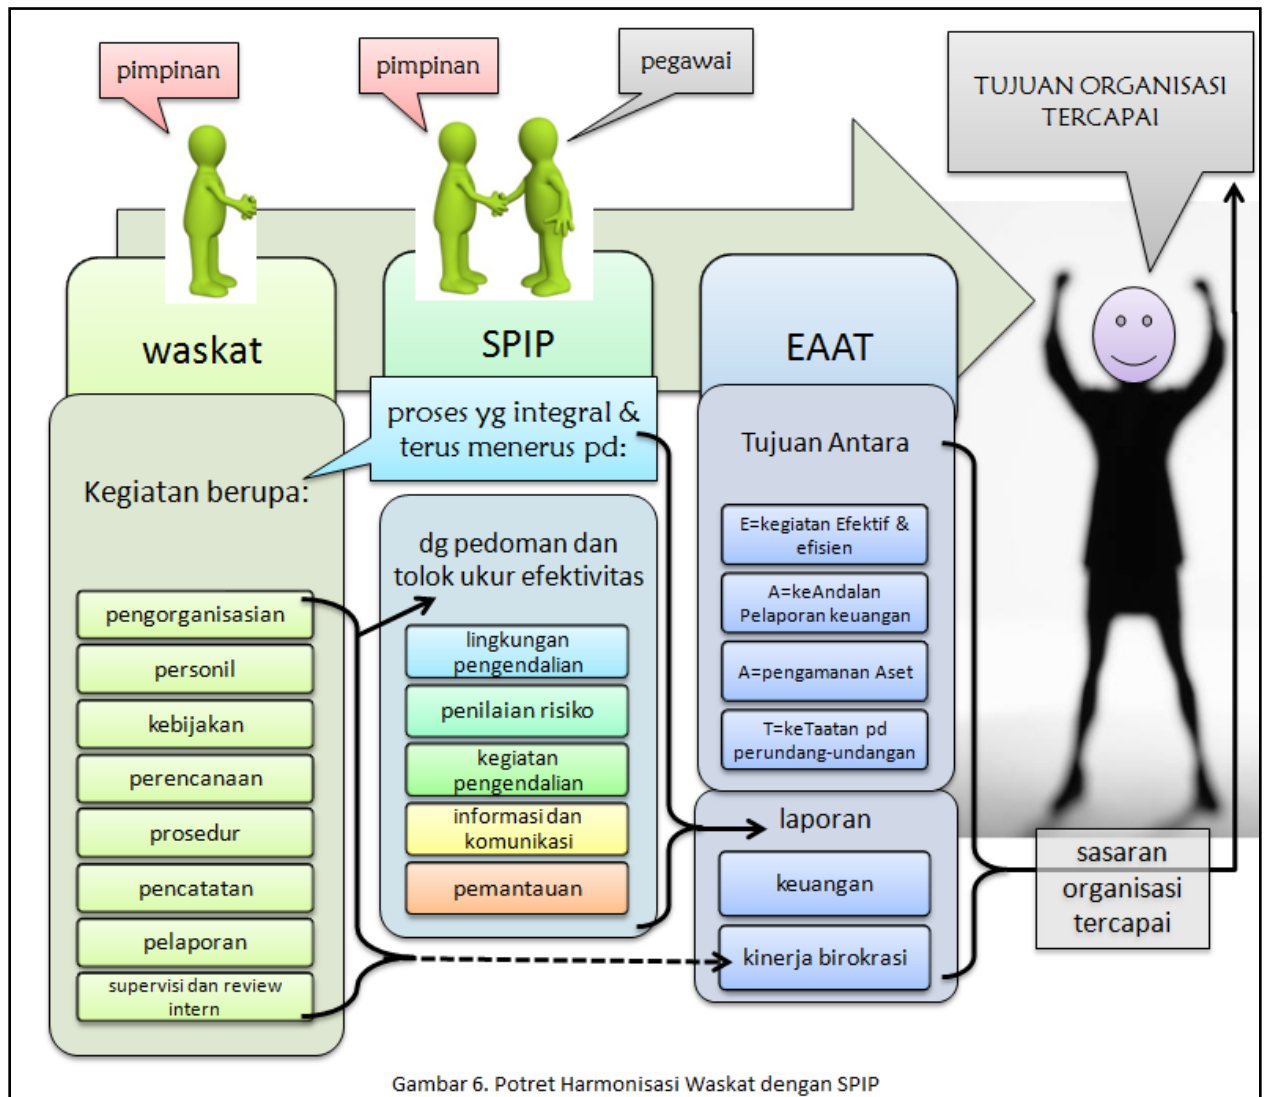 pimpinan
pimpinan
pegawai
TUJUAN ORGANISASI
TERCAPAI
waskat
SPIP
EAAT
Kegiatan berupa:
pengorganisasian
personil
kebijakan
perencanaan
prosedur
pencatatan
pelaporan
supervisi dan review
intern
proses yg integral &
terus menerus pd:
dg pedoman dan
tolok ukur efektivitas
lingkungan
pengendalian
penilaian risiko
kegiatan
pengendalian
informasi dan
komunikasi
pemantauan
Tujuan Antara
E=kegiatan Efektif &
efisien
A=keAndalan
Pelaporan keuangan
A=pengamanan Aset
T=keTaatan pd
perundang-undangan
laporan
keuangan
kinerja birokrasi
sasaran
organisasi
tercapai
Gambar 6. Potret Harmonisasi Waskat dengan SPIP